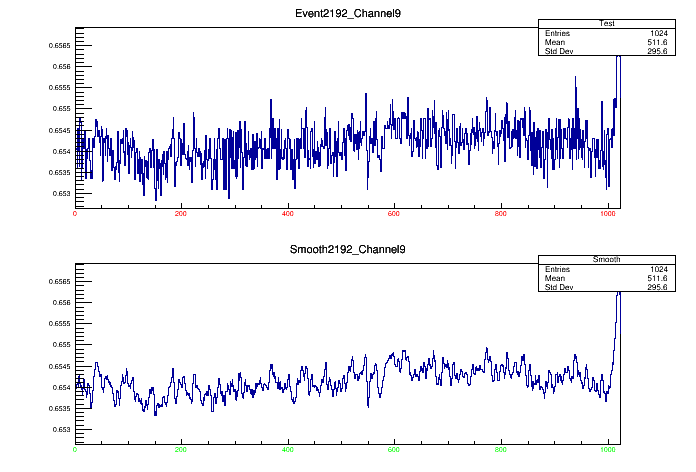 Event2192_Channel9
Test
Entries 1024
Mean 511.6
Std Dev 295.6
0.6565
0.656
0.6555
0.655
0.6545
0.654
0.6535
0.653
0 200 400 600 800 1000
Smooth2192_Channel9
Smooth
Entries 1024
Mean 511.6
Std Dev 295.6
0.6565
0.656
0.6555
0.655
0.6545
0.654
0.6535
0.653
0 200 400 600 800 1000